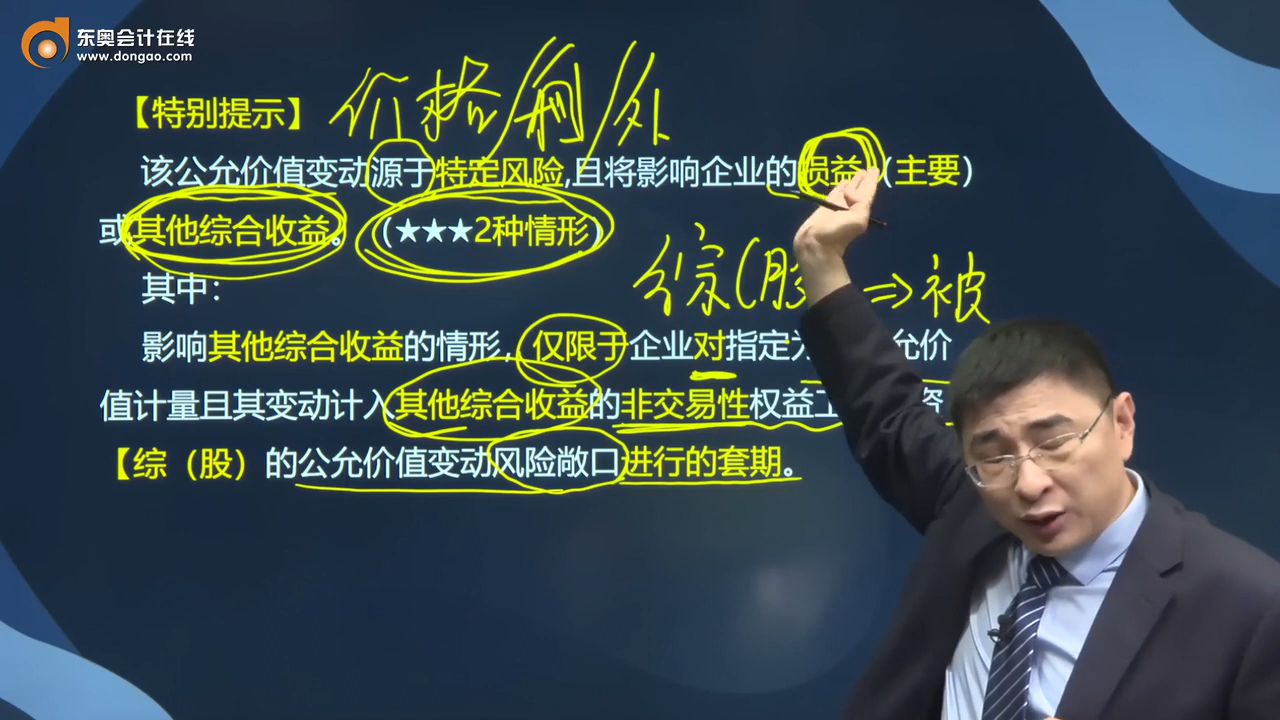 东奥会计在线
www.dongao.com
【特别提示】 价格/利/外
该公允价值变动源于特定风险,且将影响企业的损益（主要）
或其他综合收益。（★★★2种情形）
综(股 ⇒被
其中：
影响其他综合收益的情形，仅限于企业对指定为 允价
值计量且其变动计入其他综合收益的非交易性权益工 资
【综（股）的公允价值变动风险敞口进行的套期。